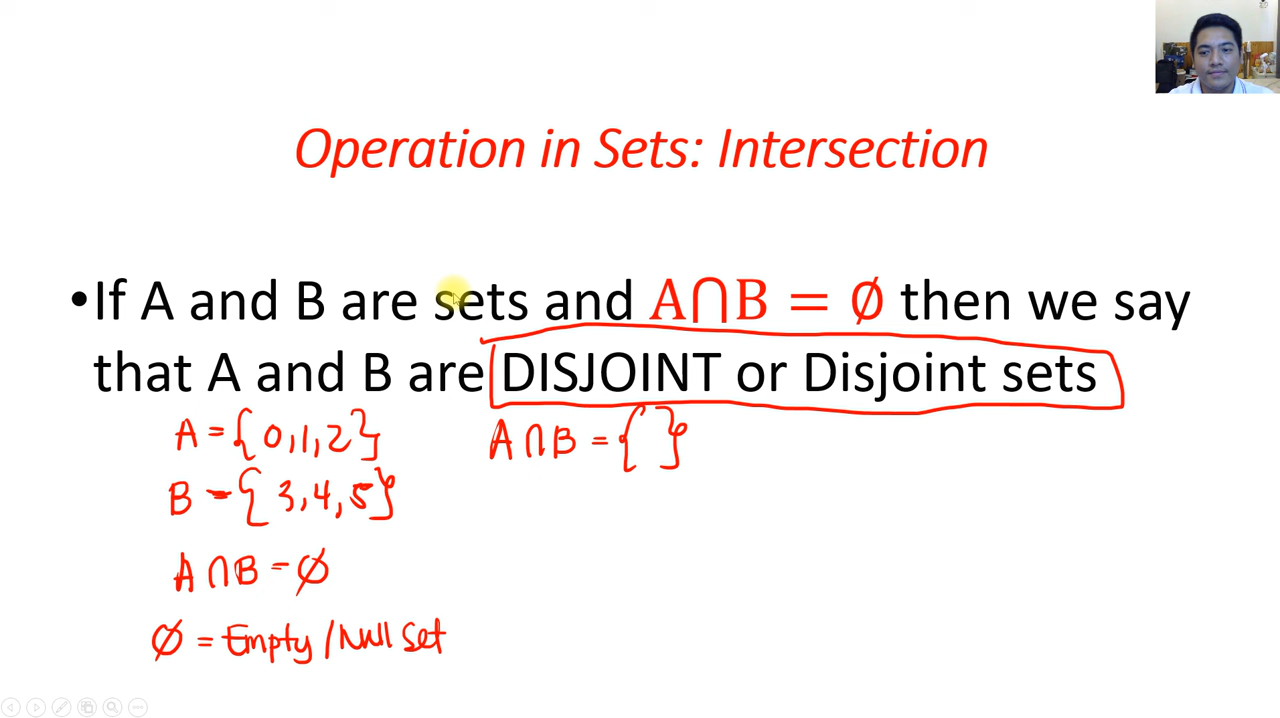 Operation in Sets: Intersection
•If A and B are sets and A∩B = ∅ then we say
that A and B are DISJOINT or Disjoint sets
A = {0,1,2}
A∩B = { }
B = {3,4,5}
A∩B = ∅
∅ = Empty/Null Set